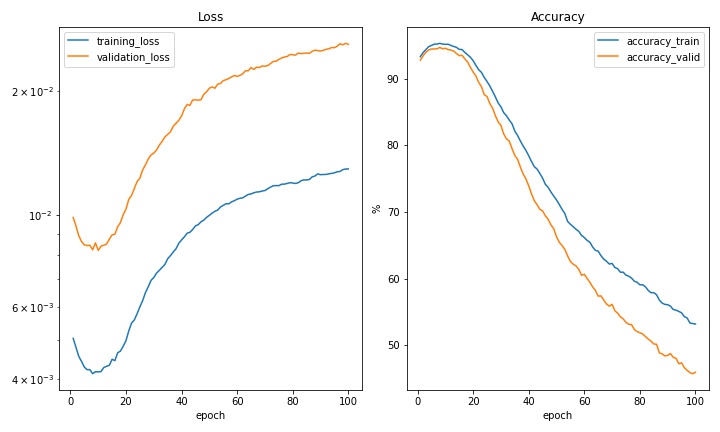 Loss
training_loss
validation_loss
2 × 10⁻²
10⁻²
6 × 10⁻³
4 × 10⁻³
0 20 40 60 80 100
epoch
Accuracy
accuracy_train
accuracy_valid
%
90
80
70
60
50
0 20 40 60 80 100
epoch